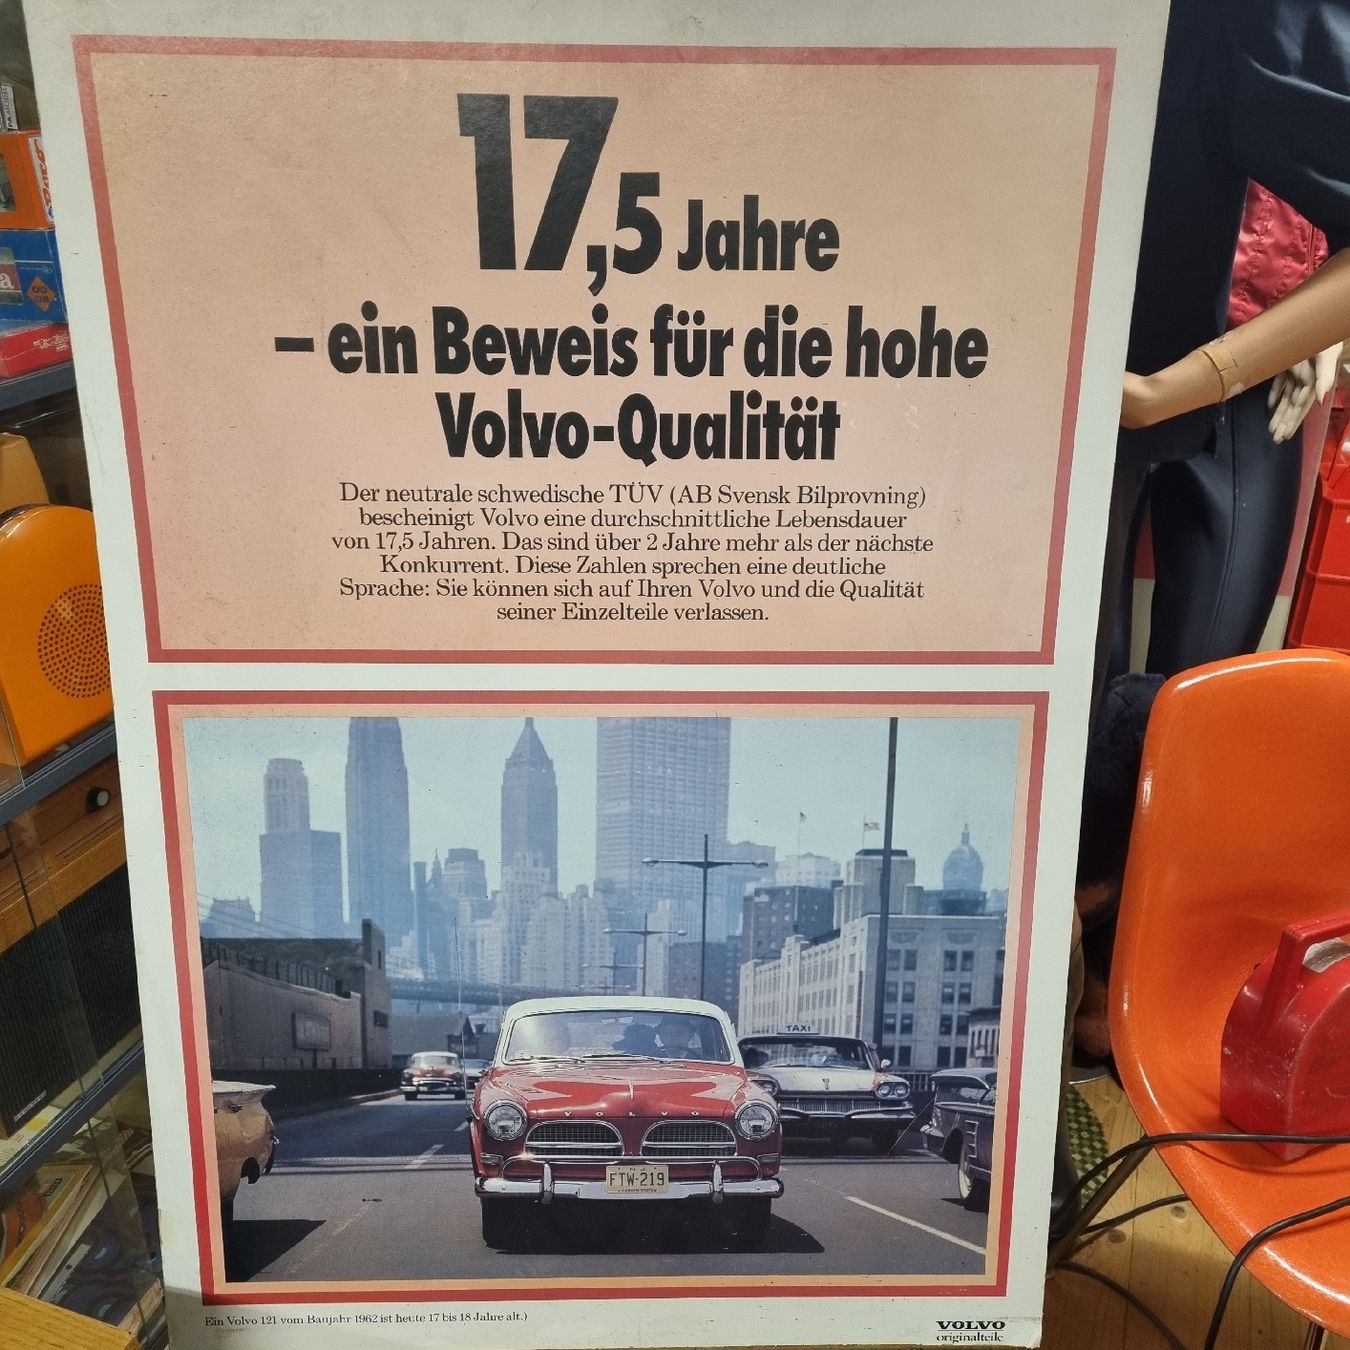 17,5 Jahre
– ein Beweis für die hohe
Volvo-Qualität
Der neutrale schwedische TÜV (AB Svensk Bilprovning)
bescheinigt Volvo eine durchschnittliche Lebensdauer
von 17,5 Jahren. Das sind über 2 Jahre mehr als der nächste
Konkurrent. Diese Zahlen sprechen eine deutliche
Sprache: Sie können sich auf Ihren Volvo und die Qualität
seiner Einzelteile verlassen.
TAXI
VOLVO
N.J.
FTW-219
Ein Volvo 121 vom Baujahr 1962 ist heute 17 bis 18 Jahre alt.)
VOLVO
originalteile